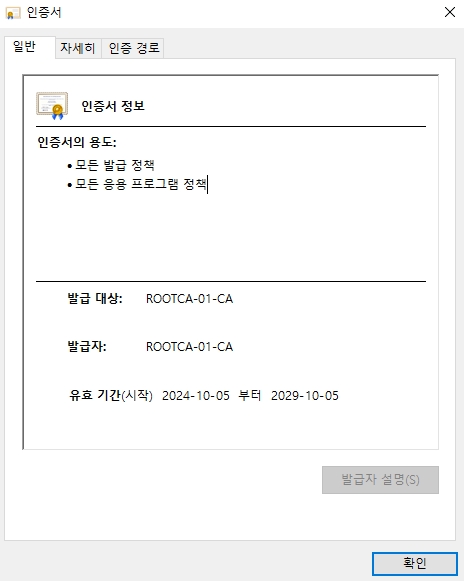 인증서
일반 자세히 인증 경로
인증서 정보
인증서의 용도:
• 모든 발급 정책
• 모든 응용 프로그램 정책
발급 대상: ROOTCA-01-CA
발급자: ROOTCA-01-CA
유효 기간(시작) 2024-10-05 부터 2029-10-05
발급자 설명(S)
확인